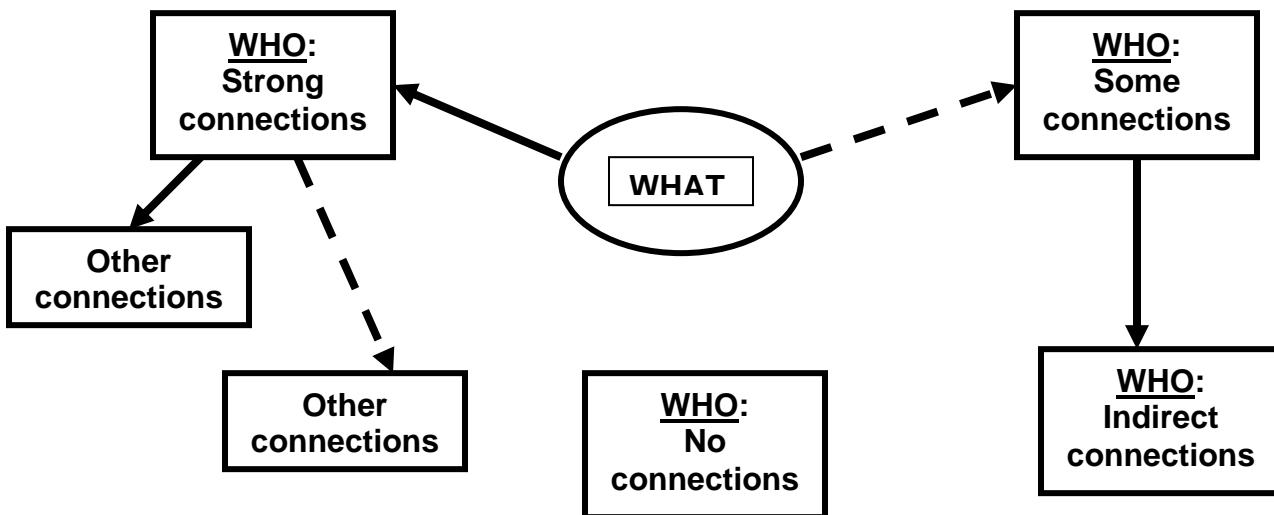 WHO:
Strong
connections
WHO:
Some
connections
WHAT
Other
connections
Other
connections
WHO:
No
connections
WHO:
Indirect
connections